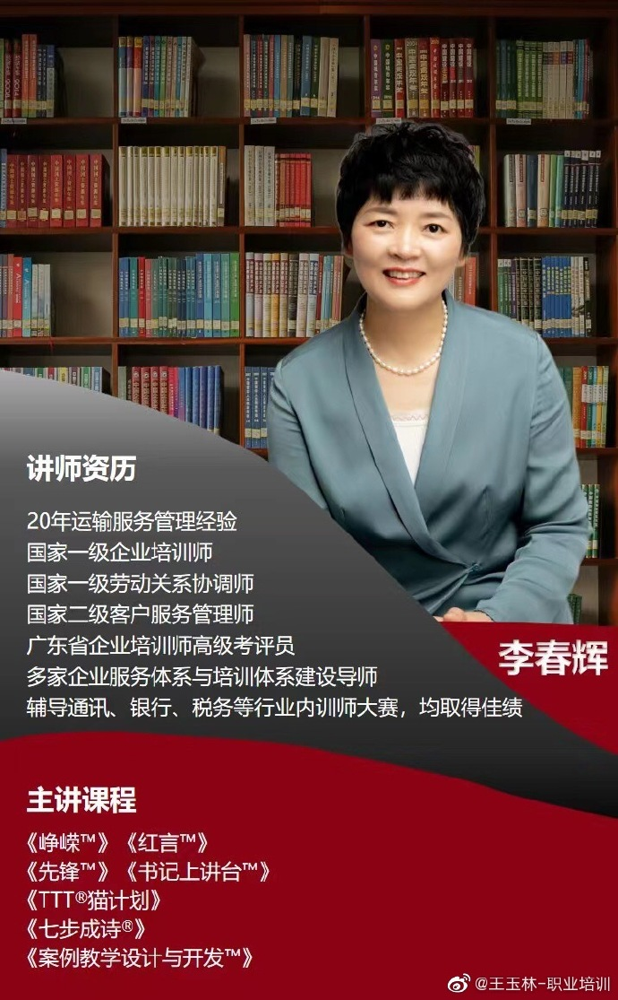 讲师资历
20年运输服务管理经验
国家一级企业培训师
国家一级劳动关系协调师
国家二级客户服务管理师
广东省企业培训师高级考评员
多家企业服务体系与培训体系建设导师
辅导通讯、银行、税务等行业内训师大赛，均取得佳绩
李春辉
主讲课程
《峥嵘™》《红言™》
《先锋™》《书记上讲台™》
《TTT®猫计划》
《七步成诗®》
《案例教学设计与开发™》
@王玉林-职业培训